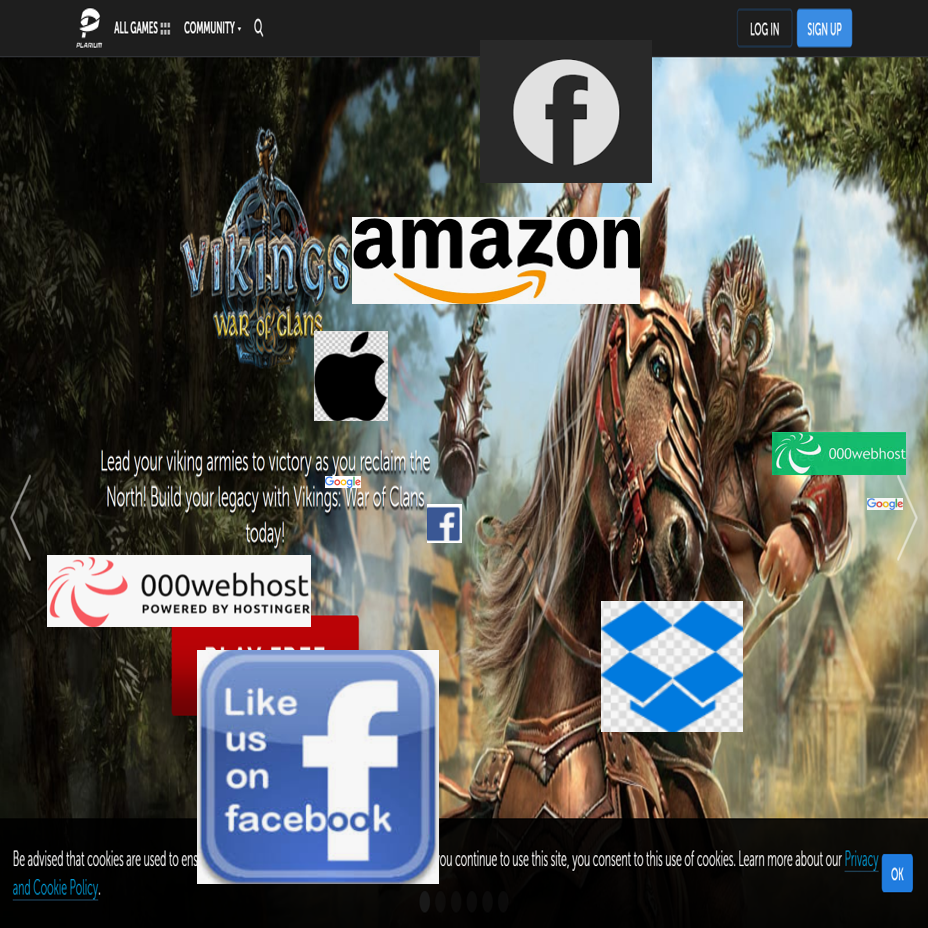 PLARIUM
ALL GAMES
COMMUNITY
LOG IN
SIGN UP
amazon
VIKINGS
WAR OF CLANS
000webhost
Lead your viking armies to victory as you reclaim the
Google
North! Build your legacy with Vikings: War of Clans
Google
today!
000webhost
POWERED BY HOSTINGER
PLAY FREE
Like
us
on
facebook
Be advised that cookies are used to ens
you continue to use this site, you consent to this use of cookies. Learn more about our Privacy
and Cookie Policy.
OK